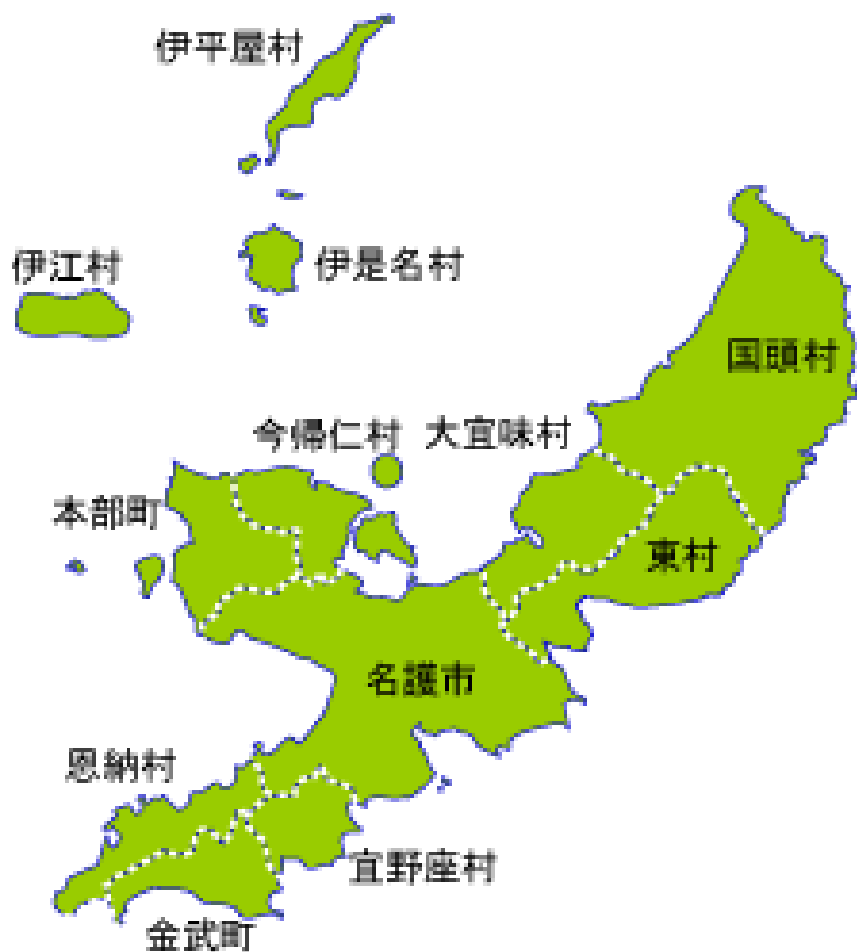 伊平屋村
伊江村
伊是名村
国頭村
今帰仁村
大宜味村
本部町
東村
名護市
恩納村
宜野座村
金武町